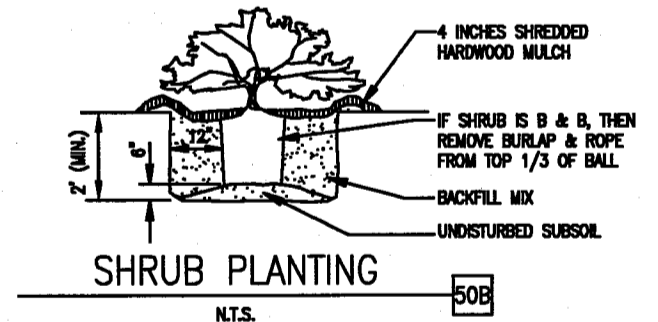 4 INCHES SHREDDED
HARDWOOD MULCH
IF SHRUB IS B & B, THEN
REMOVE BURLAP & ROPE
FROM TOP 1/3 OF BALL
12"
2' (MIN.)
6"
BACKFILL MIX
UNDISTURBED SUBSOIL
SHRUB PLANTING
50B
N.T.S.